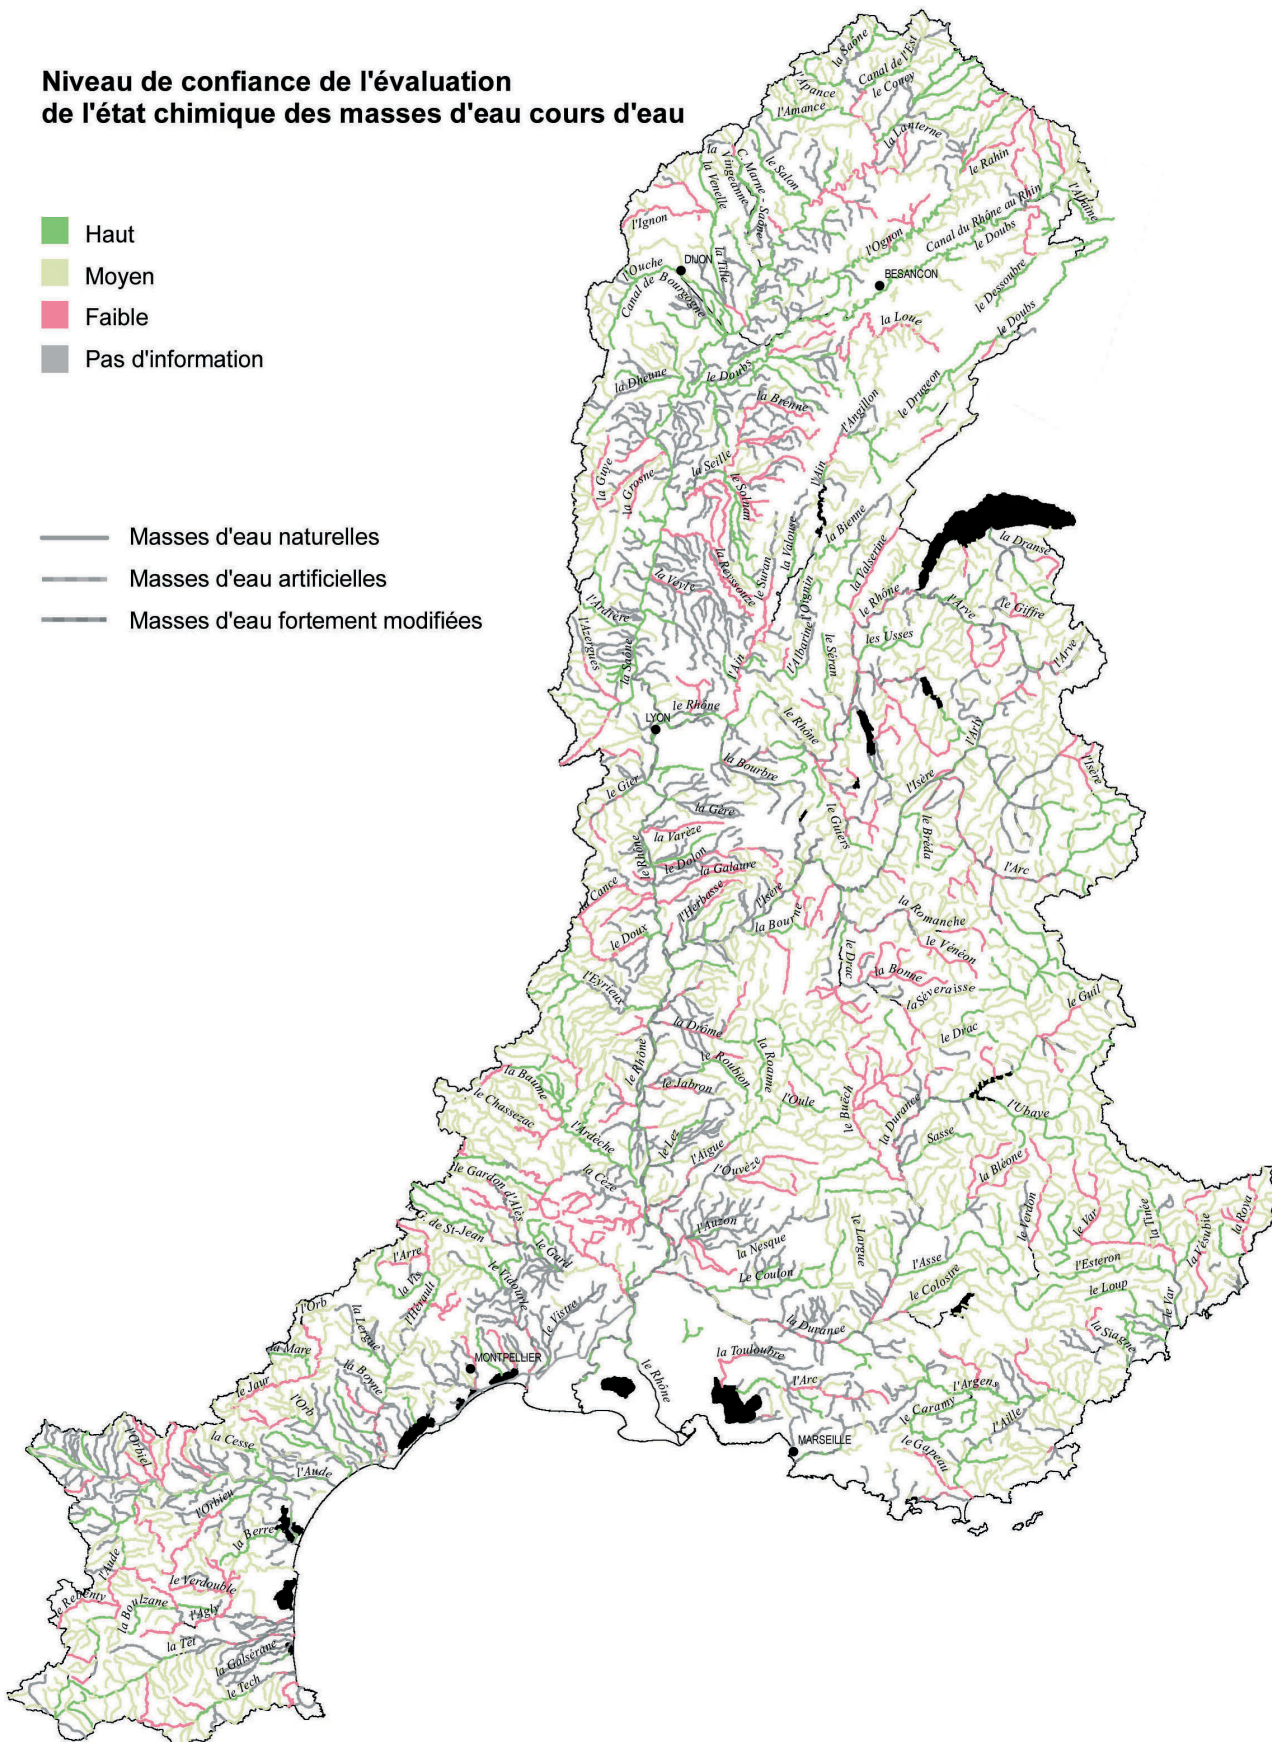 Niveau de confiance de l'évaluation
de l'état chimique des masses d'eau cours d'eau
Haut
Moyen
Faible
Pas d'information
Masses d'eau naturelles
Masses d'eau artificielles
Masses d'eau fortement modifiées
la Saône
Canal de l'Est
le Coney
l'Apance
l'Amance
la Lanterne
le Rahin
la Vingeanne
C. Marne - Saône
le Salon
la Venelle
l'Ignon
l'Allaine
Canal du Rhône au Rhin
le Doubs
l'Ognon
la Tille
DIJON
l'Ouche
Canal de Bourgogne
BESANCON
le Dessoubre
le Doubs
la Loue
la Dheune
le Doubs
le Drugeon
la Brenne
l'Angillon
la Guye
la Grosne
la Seille
le Solnan
l'Ain
la Bienne
la Valouse
la Dranse
la Valserine
le Suran
la Reyssouze
la Veyle
l'Oignin
le Rhône
l'Arve
le Giffre
l'Ardière
l'Azergues
les Usses
l'Albarine
le Séran
l'Arve
la Saône
l'Ain
le Rhône
LYON
le Rhône
l'Arly
la Bourbre
l'Isère
l'Isère
le Gier
la Gère
le Guiers
le Bréda
la Varèze
le Rhône
le Dolon
la Galaure
l'Arc
la Cance
l'Herbasse
l'Isère
la Bourne
la Romanche
le Doux
le Drac
le Vénéon
la Bonne
l'Eyrieux
la Séveraisse
le Guil
la Drôme
le Drac
le Rhône
le Roubion
la Roanne
la Baume
le Jabron
l'Oule
le Buëch
la Durance
l'Ubaye
le Chassezac
l'Ardèche
le Lez
l'Aigue
l'Ouvèze
Sasse
la Bléone
le Gardon d'Alès
la Cèze
le G. de St-Jean
l'Auzon
la Nesque
le Largue
le Verdon
le Var
la Tinée
la Vésubie
la Roya
l'Arre
le Gard
la Vis
le Vidourle
Le Coulon
l'Asse
l'Esteron
l'Hérault
le Colostre
le Loup
l'Orb
le Vistre
le Var
la Lergue
la Durance
la Siagne
la Mare
MONTPELLIER
la Touloubre
la Boyne
le Rhône
l'Arc
l'Argens
le Jaur
l'Orb
le Caramy
l'Aille
l'Orbiel
la Cesse
MARSEILLE
le Gapeau
l'Aude
l'Orbieu
la Berre
l'Aude
le Verdouble
le Rebenty
la Boulzane
l'Agly
la Têt
la Galsérane
le Tech